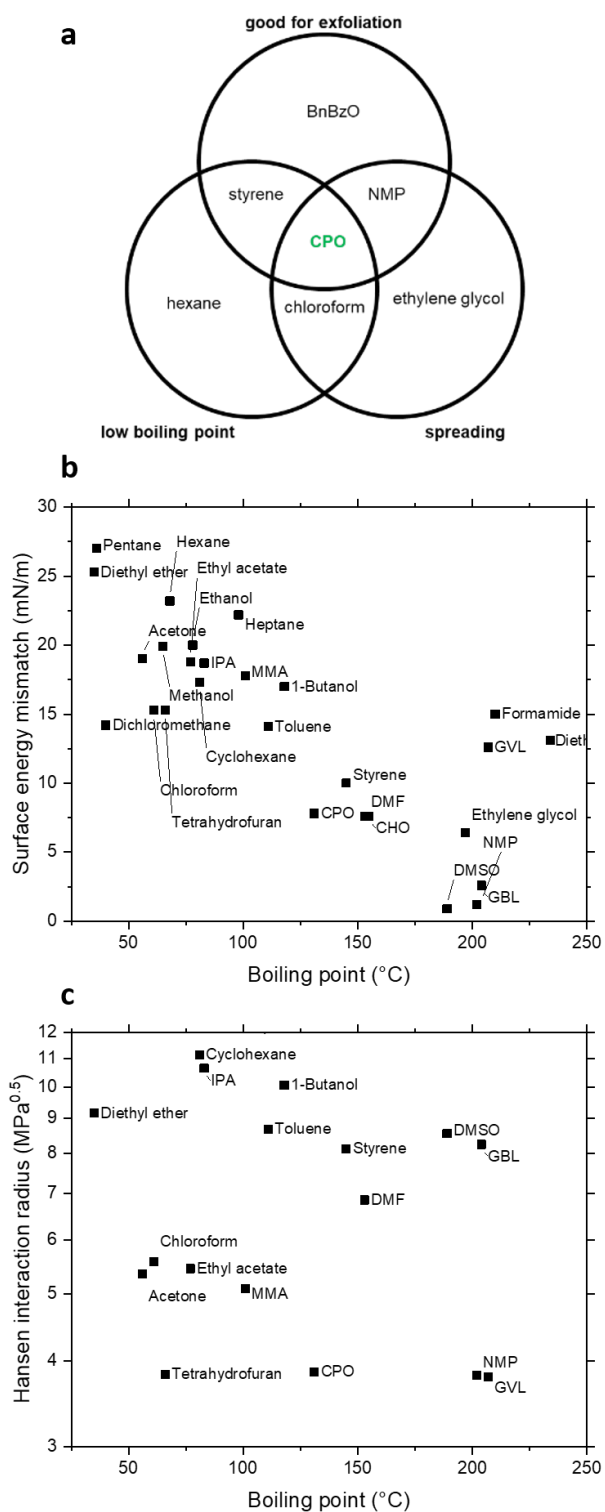 a
good for exfoliation
BnBzO
styrene NMP
CPO
hexane chloroform ethylene glycol
low boiling point spreading
b
30
25
20
15
10
5
0
Surface energy mismatch (mN/m)
Pentane
Hexane
Diethyl ether
Ethyl acetate
Ethanol
Heptane
Acetone
IPA
MMA
Methanol
1-Butanol
Dichloromethane
Toluene
Cyclohexane
Chloroform
Tetrahydrofuran
Styrene
CPO
DMF
CHO
Formamide
GVL
Dieth
Ethylene glycol
NMP
DMSO
GBL
50 100 150 200 250
Boiling point (°C)
c
12
11
10
9
8
7
6
5
4
3
Hansen interaction radius (MPa0.5)
Cyclohexane
IPA
1-Butanol
Diethyl ether
Toluene
DMSO
Styrene
GBL
DMF
Chloroform
Ethyl acetate
Acetone
MMA
Tetrahydrofuran
CPO
NMP
GVL
50 100 150 200 250
Boiling point (°C)